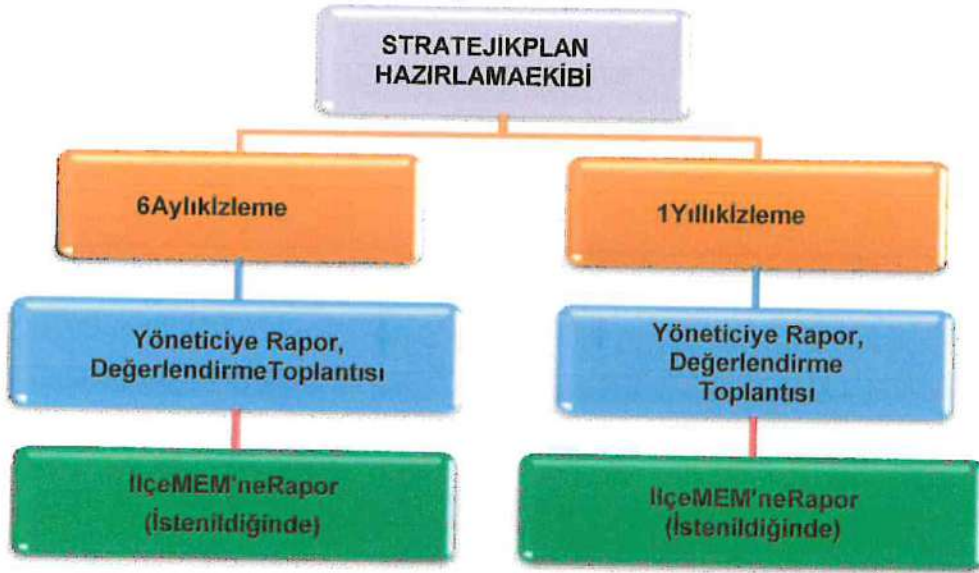 STRATEJİKPLAN
HAZIRLAMAEKİBİ
6Aylıkİzleme
1Yıllıkİzleme
Yöneticiye Rapor,
DeğerlendirmeToplantısı
Yöneticiye Rapor,
Değerlendirme
Toplantısı
İlçeMEM'neRapor
(İstenildiğinde)
İlçeMEM'neRapor
(İstenildiğinde)